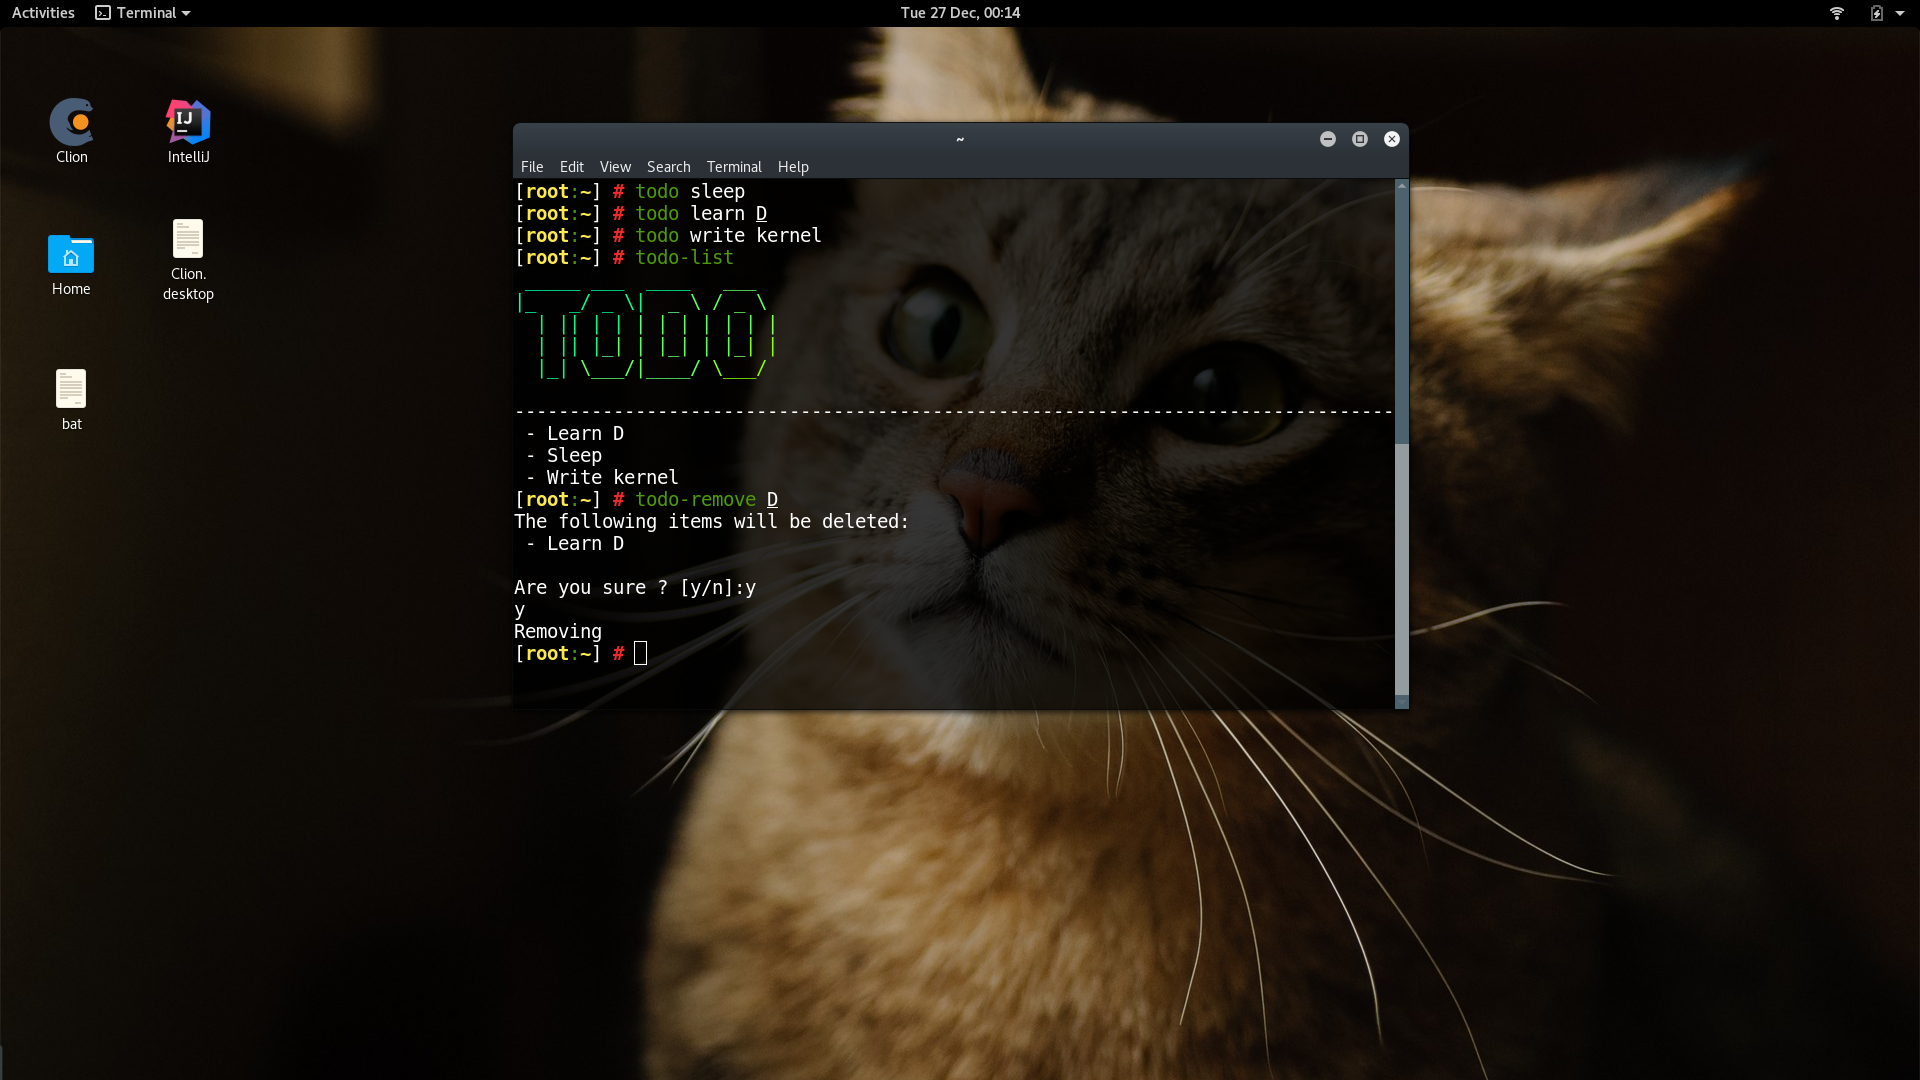 Activities Terminal Tue 27 Dec, 00:14
Clion
IntelliJ
Home
Clion.
desktop
bat
~
File Edit View Search Terminal Help
[root:~] # todo sleep
[root:~] # todo learn D
[root:~] # todo write kernel
[root:~] # todo-list
TODO
--------------------------------------------------------------------------------
- Learn D
- Sleep
- Write kernel
[root:~] # todo-remove D
The following items will be deleted:
- Learn D
Are you sure ? [y/n]:y
y
Removing
[root:~] #